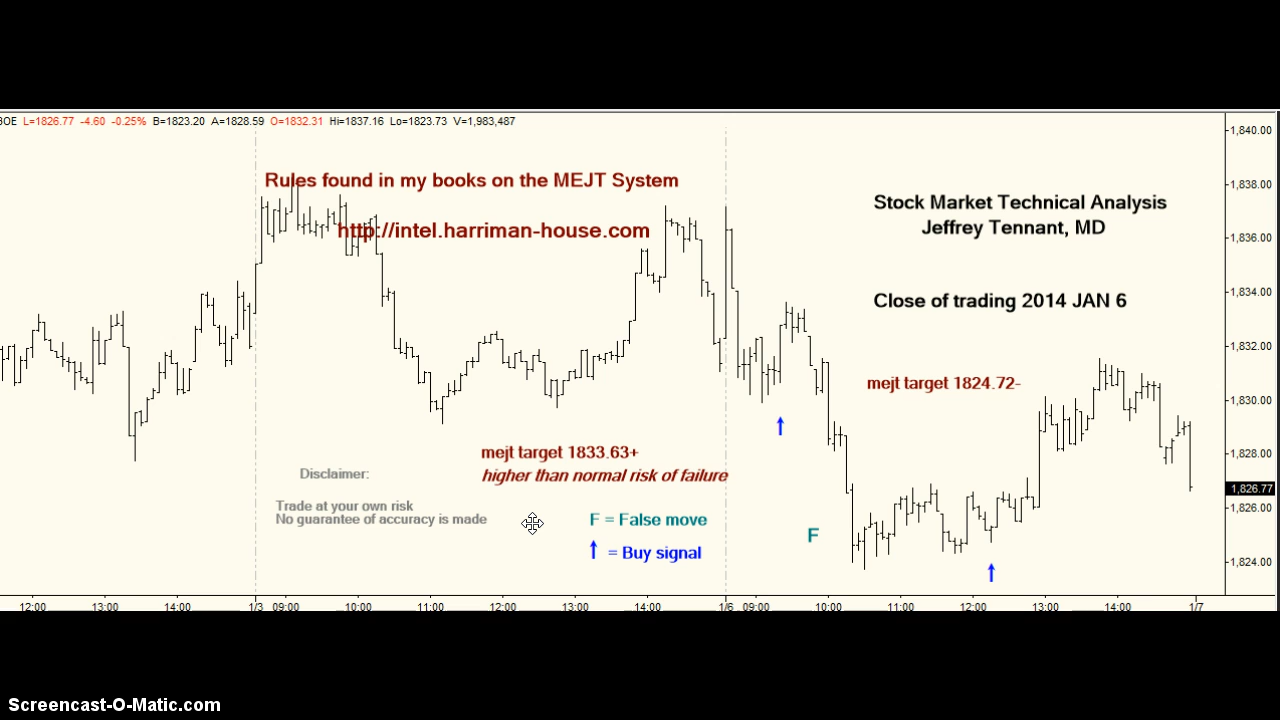 BOE L=1826.77 -4.60 -0.25% B=1823.20 A=1828.59 O=1832.31 Hi=1837.16 Lo=1823.73 V=1,983,487
1,840.00
Rules found in my books on the MEJT System
1,838.00
Stock Market Technical Analysis
http://intel.harriman-house.com
Jeffrey Tennant, MD
1,836.00
1,834.00
Close of trading 2014 JAN 6
1,832.00
mejt target 1824.72-
1,830.00
mejt target 1833.63+
1,828.00
Disclaimer:
higher than normal risk of failure
1,826.77
Trade at your own risk
1,826.00
No guarantee of accuracy is made
F = False move
F
↑ = Buy signal
1,824.00
12:00 13:00 14:00 1/3 09:00 10:00 11:00 12:00 13:00 14:00 1/6 09:00 10:00 11:00 12:00 13:00 14:00 1/7
Screencast-O-Matic.com